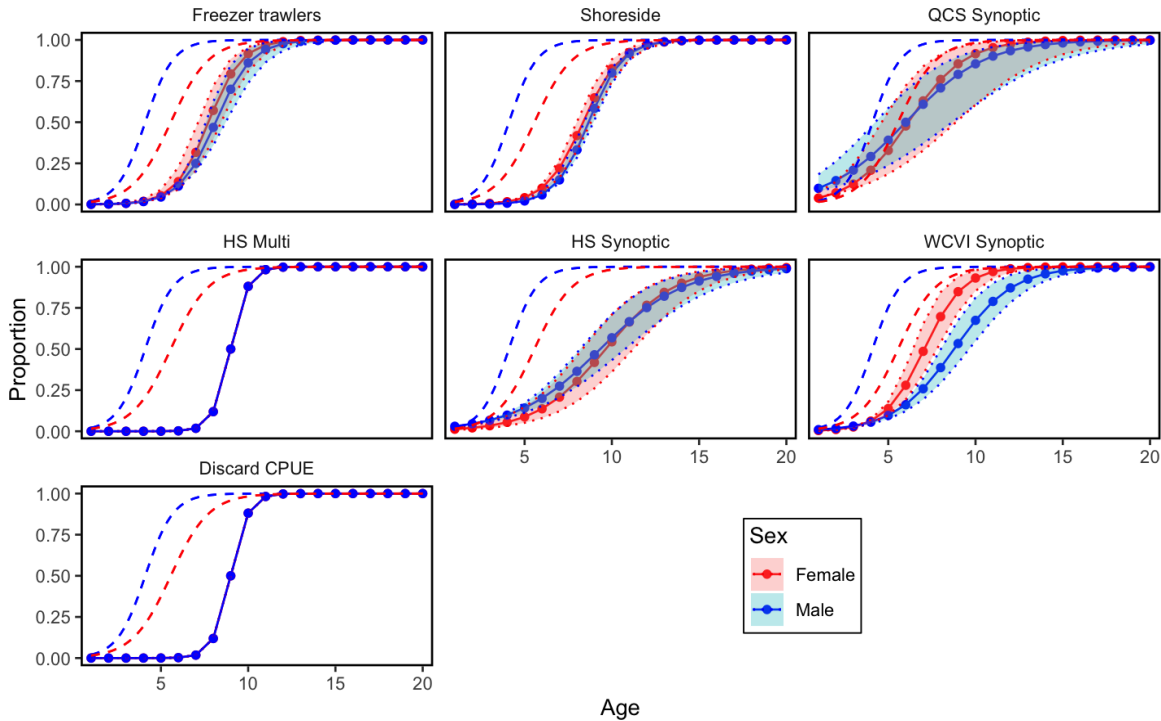 Freezer trawlers
Shoreside
QCS Synoptic
1.00
0.75
0.50
0.25
0.00
HS Multi
HS Synoptic
WCVI Synoptic
1.00
0.75
0.50
0.25
0.00
5
10
15
20
5
10
15
20
Discard CPUE
1.00
0.75
0.50
0.25
0.00
5
10
15
20
Proportion
Age
Sex
Female
Male